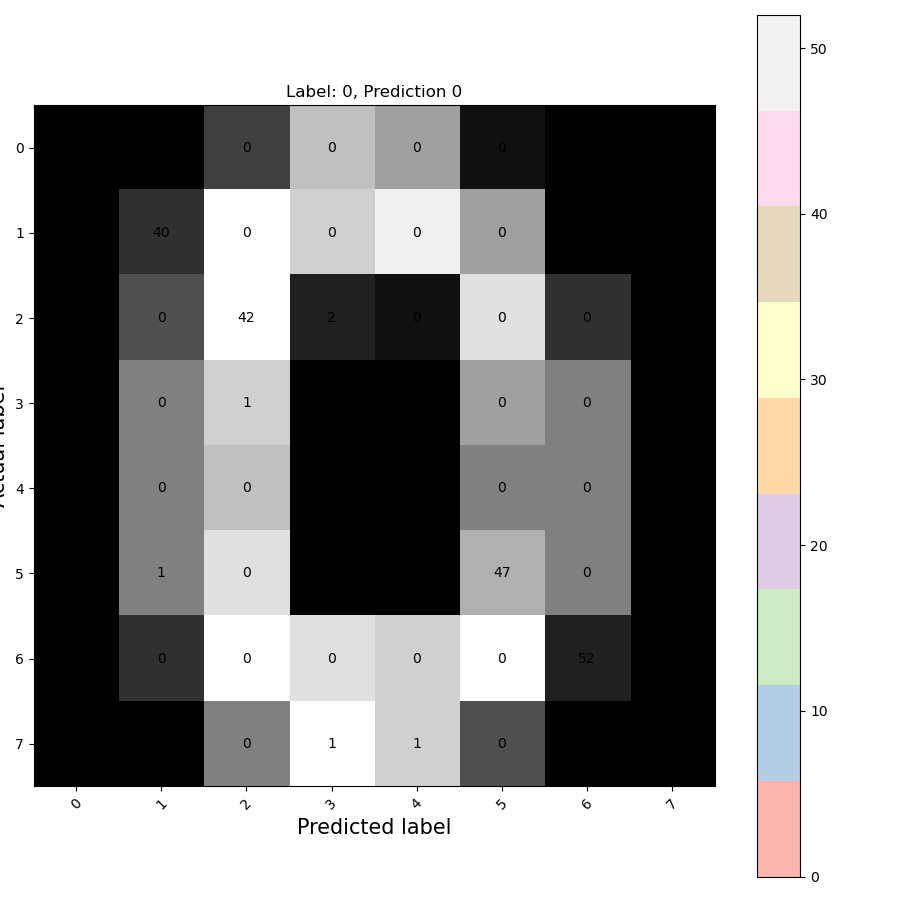 Label: 0, Prediction 0
0 0 0 0 0
1 40 0 0 0 0
2 0 42 2 0 0 0
3 0 1 0 0
4 0 0 0 0
5 1 0 47 0
6 0 0 0 0 0 52
7 0 1 1 0
0 1 2 3 4 5 6 7
Predicted label
Actual label
50
40
30
20
10
0